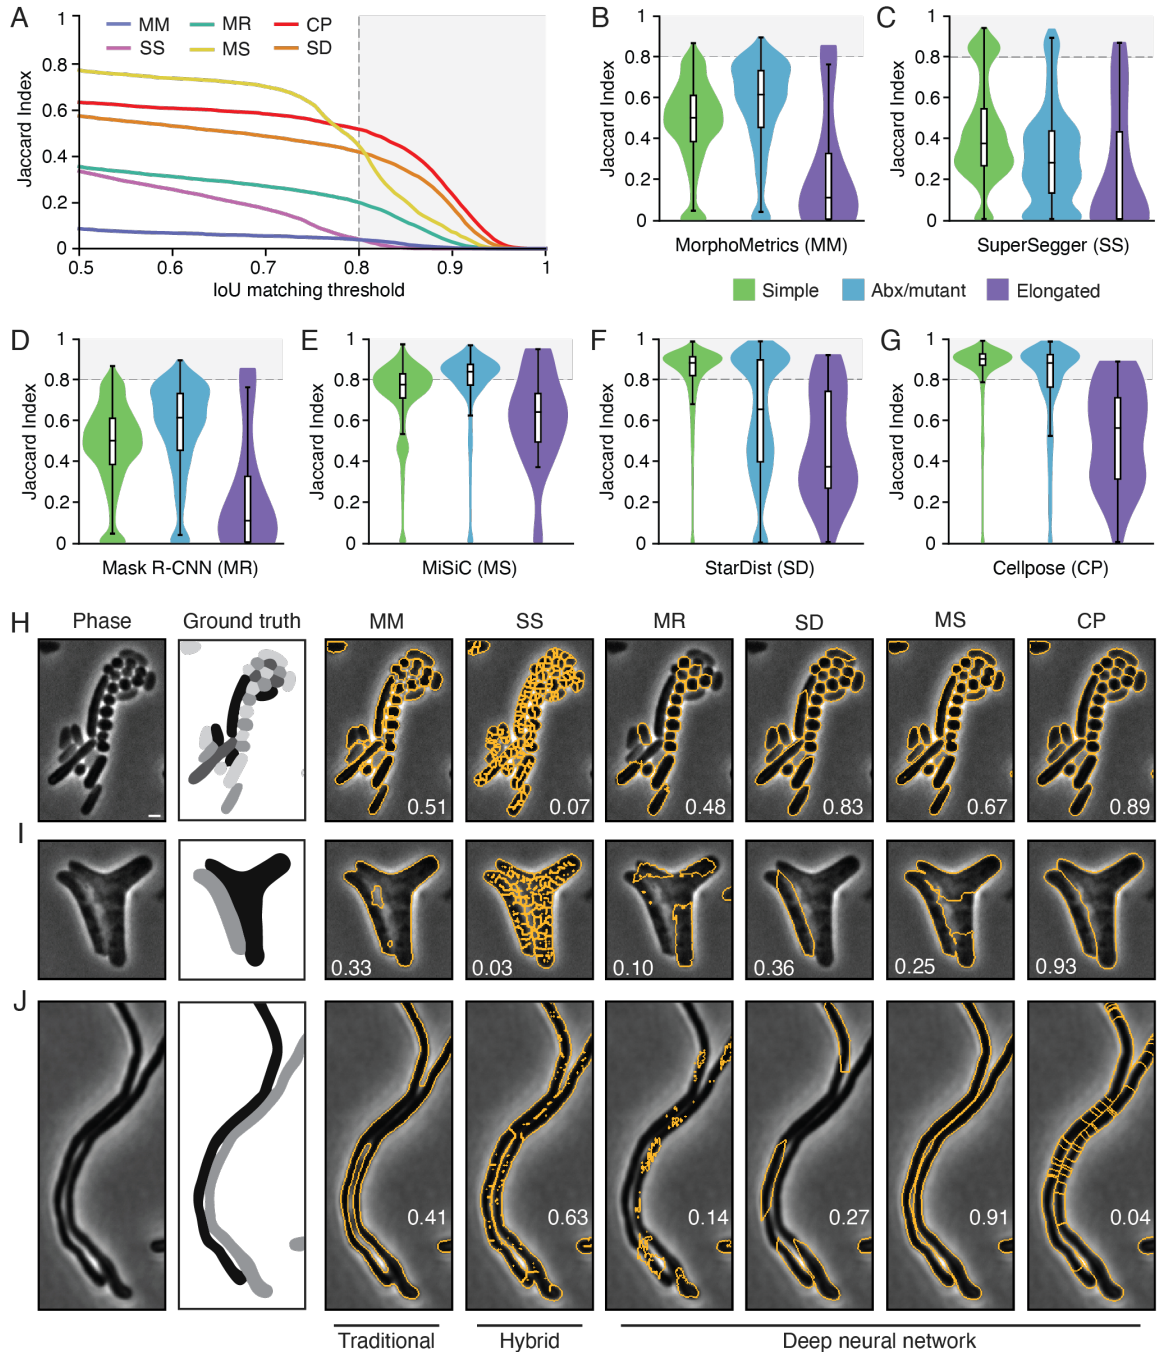 A
MM
MR
CP
SS
MS
SD
1
0.8
0.6
0.4
0.2
0
Jaccard Index
0.5
0.6
0.7
0.8
0.9
1
IoU matching threshold
B
1
0.8
0.6
0.4
0.2
0
Jaccard Index
MorphoMetrics (MM)
C
1
0.8
0.6
0.4
0.2
0
Jaccard Index
SuperSegger (SS)
Simple
Abx/mutant
Elongated
D
1
0.8
0.6
0.4
0.2
0
Jaccard Index
Mask R-CNN (MR)
E
1
0.8
0.6
0.4
0.2
0
Jaccard Index
MiSiC (MS)
F
1
0.8
0.6
0.4
0.2
0
Jaccard Index
StarDist (SD)
G
1
0.8
0.6
0.4
0.2
0
Jaccard Index
Cellpose (CP)
H
Phase
Ground truth
MM
SS
MR
SD
MS
CP
0.51
0.07
0.48
0.83
0.67
0.89
I
0.33
0.03
0.10
0.36
0.25
0.93
J
0.41
0.63
0.14
0.27
0.91
0.04
Traditional
Hybrid
Deep neural network